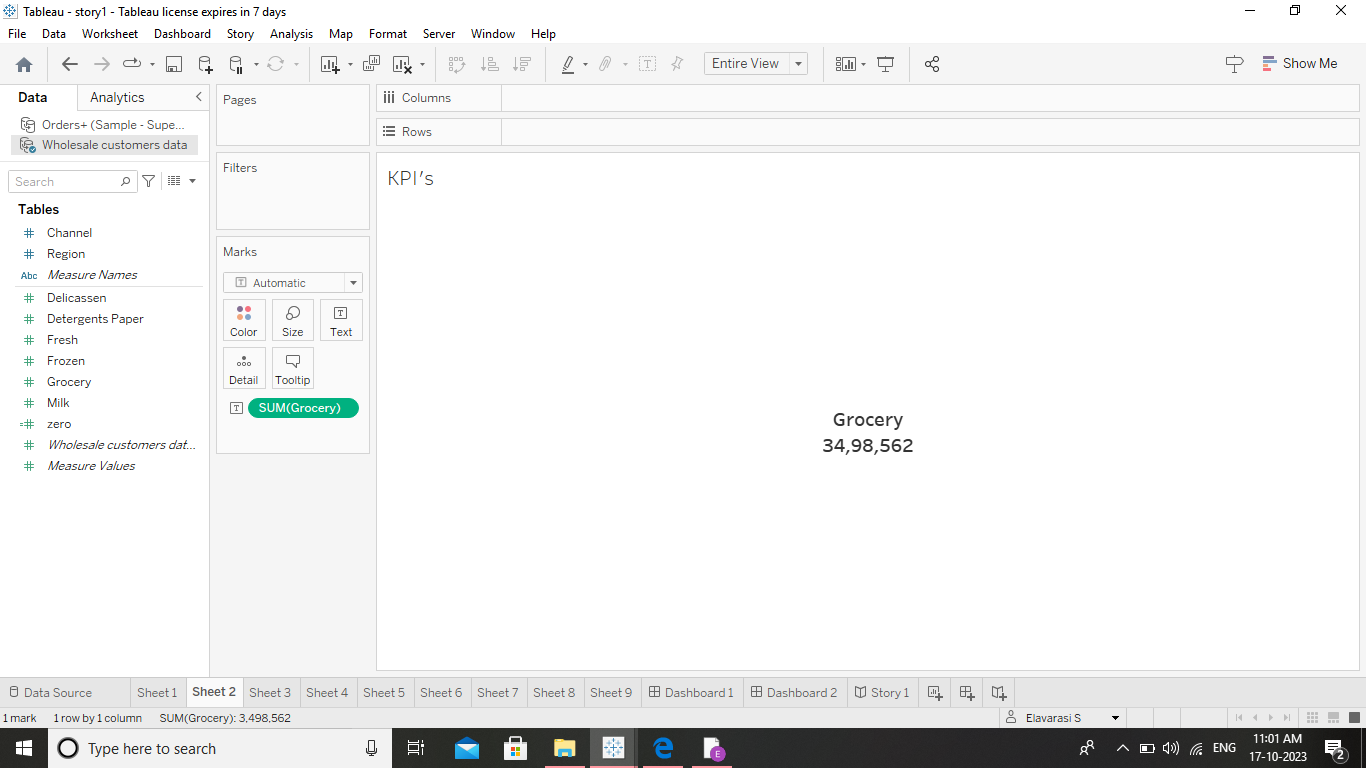 Tableau - story1 - Tableau license expires in 7 days
File Data Worksheet Dashboard Story Analysis Map Format Server Window Help
Entire View
Show Me
Data Analytics
Orders+ (Sample - Supe...
Wholesale customers data
Search
Tables
Channel
Region
Abc Measure Names
Delicassen
Detergents Paper
Fresh
Frozen
Grocery
Milk
zero
Wholesale customers dat...
Measure Values
Pages
Filters
Marks
Automatic
Color Size Text
Detail Tooltip
SUM(Grocery)
Columns
Rows
KPI's
Grocery
34,98,562
Data Source Sheet 1 Sheet 2 Sheet 3 Sheet 4 Sheet 5 Sheet 6 Sheet 7 Sheet 8 Sheet 9 Dashboard 1 Dashboard 2 Story 1
1 mark 1 row by 1 column SUM(Grocery): 3,498,562 Elavarasi S
Type here to search
E
ENG
11:01 AM
17-10-2023
2